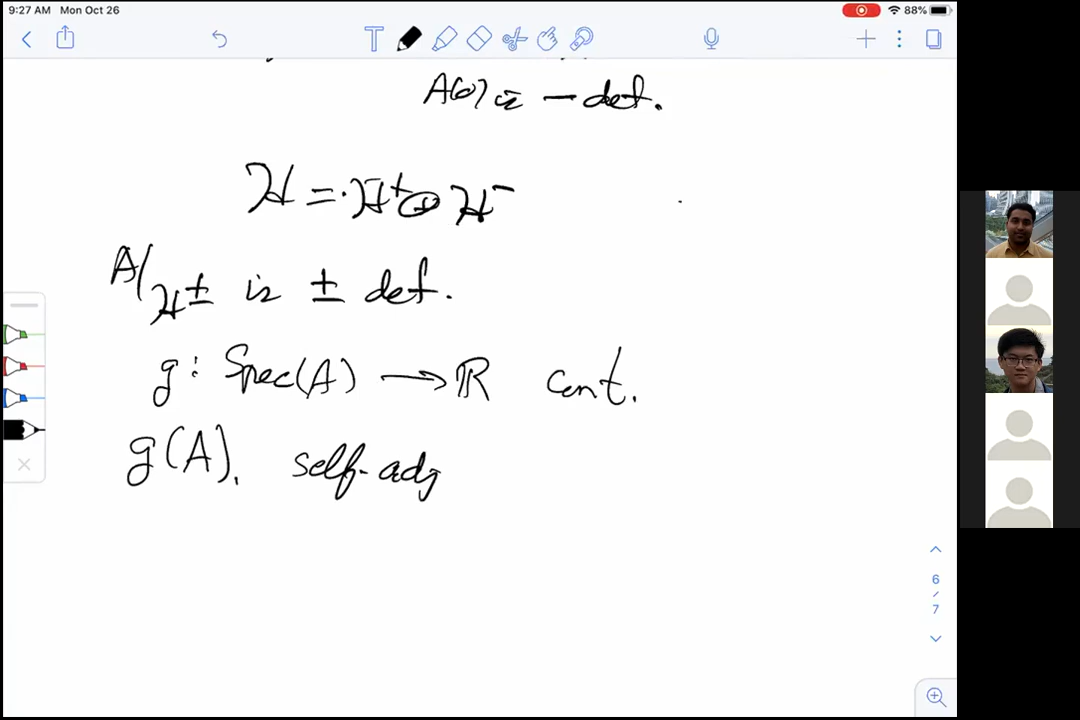 9:27 AM Mon Oct 26
88%
A(0) is - def.
ℋ = ℋ⁺ ⊕ ℋ⁻
A/ℋ± is ± def.
g : Spec(A) → ℝ cont.
g(A). self-adj
6
/
7